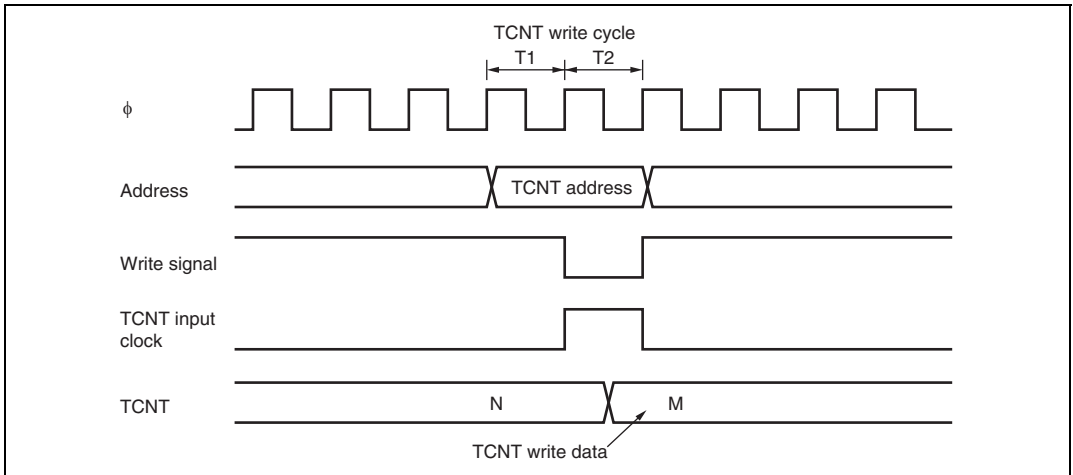 TCNT write cycle
T1 T2
ϕ
Address
TCNT address
Write signal
TCNT input
clock
TCNT
N
M
TCNT write data